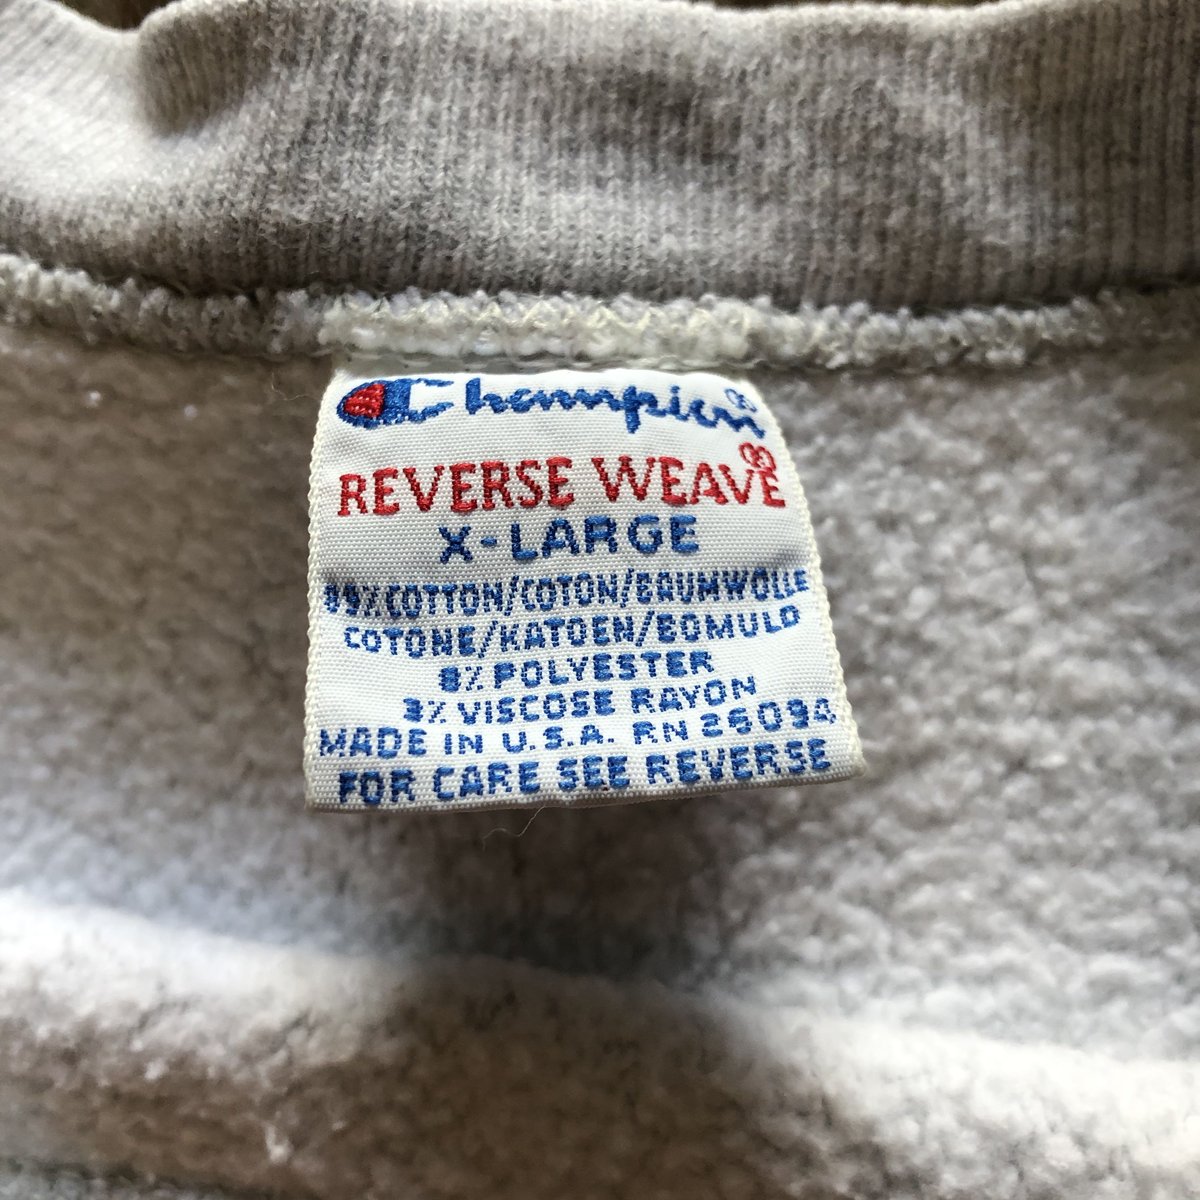 Champion®
REVERSE WEAVE®
X-LARGE
89% COTTON/COTON/BAUMWOLLE
COTONE/KATOEN/BOMULD
8% POLYESTER
3% VISCOSE RAYON
MADE IN U.S.A. RN 26094
FOR CARE SEE REVERSE